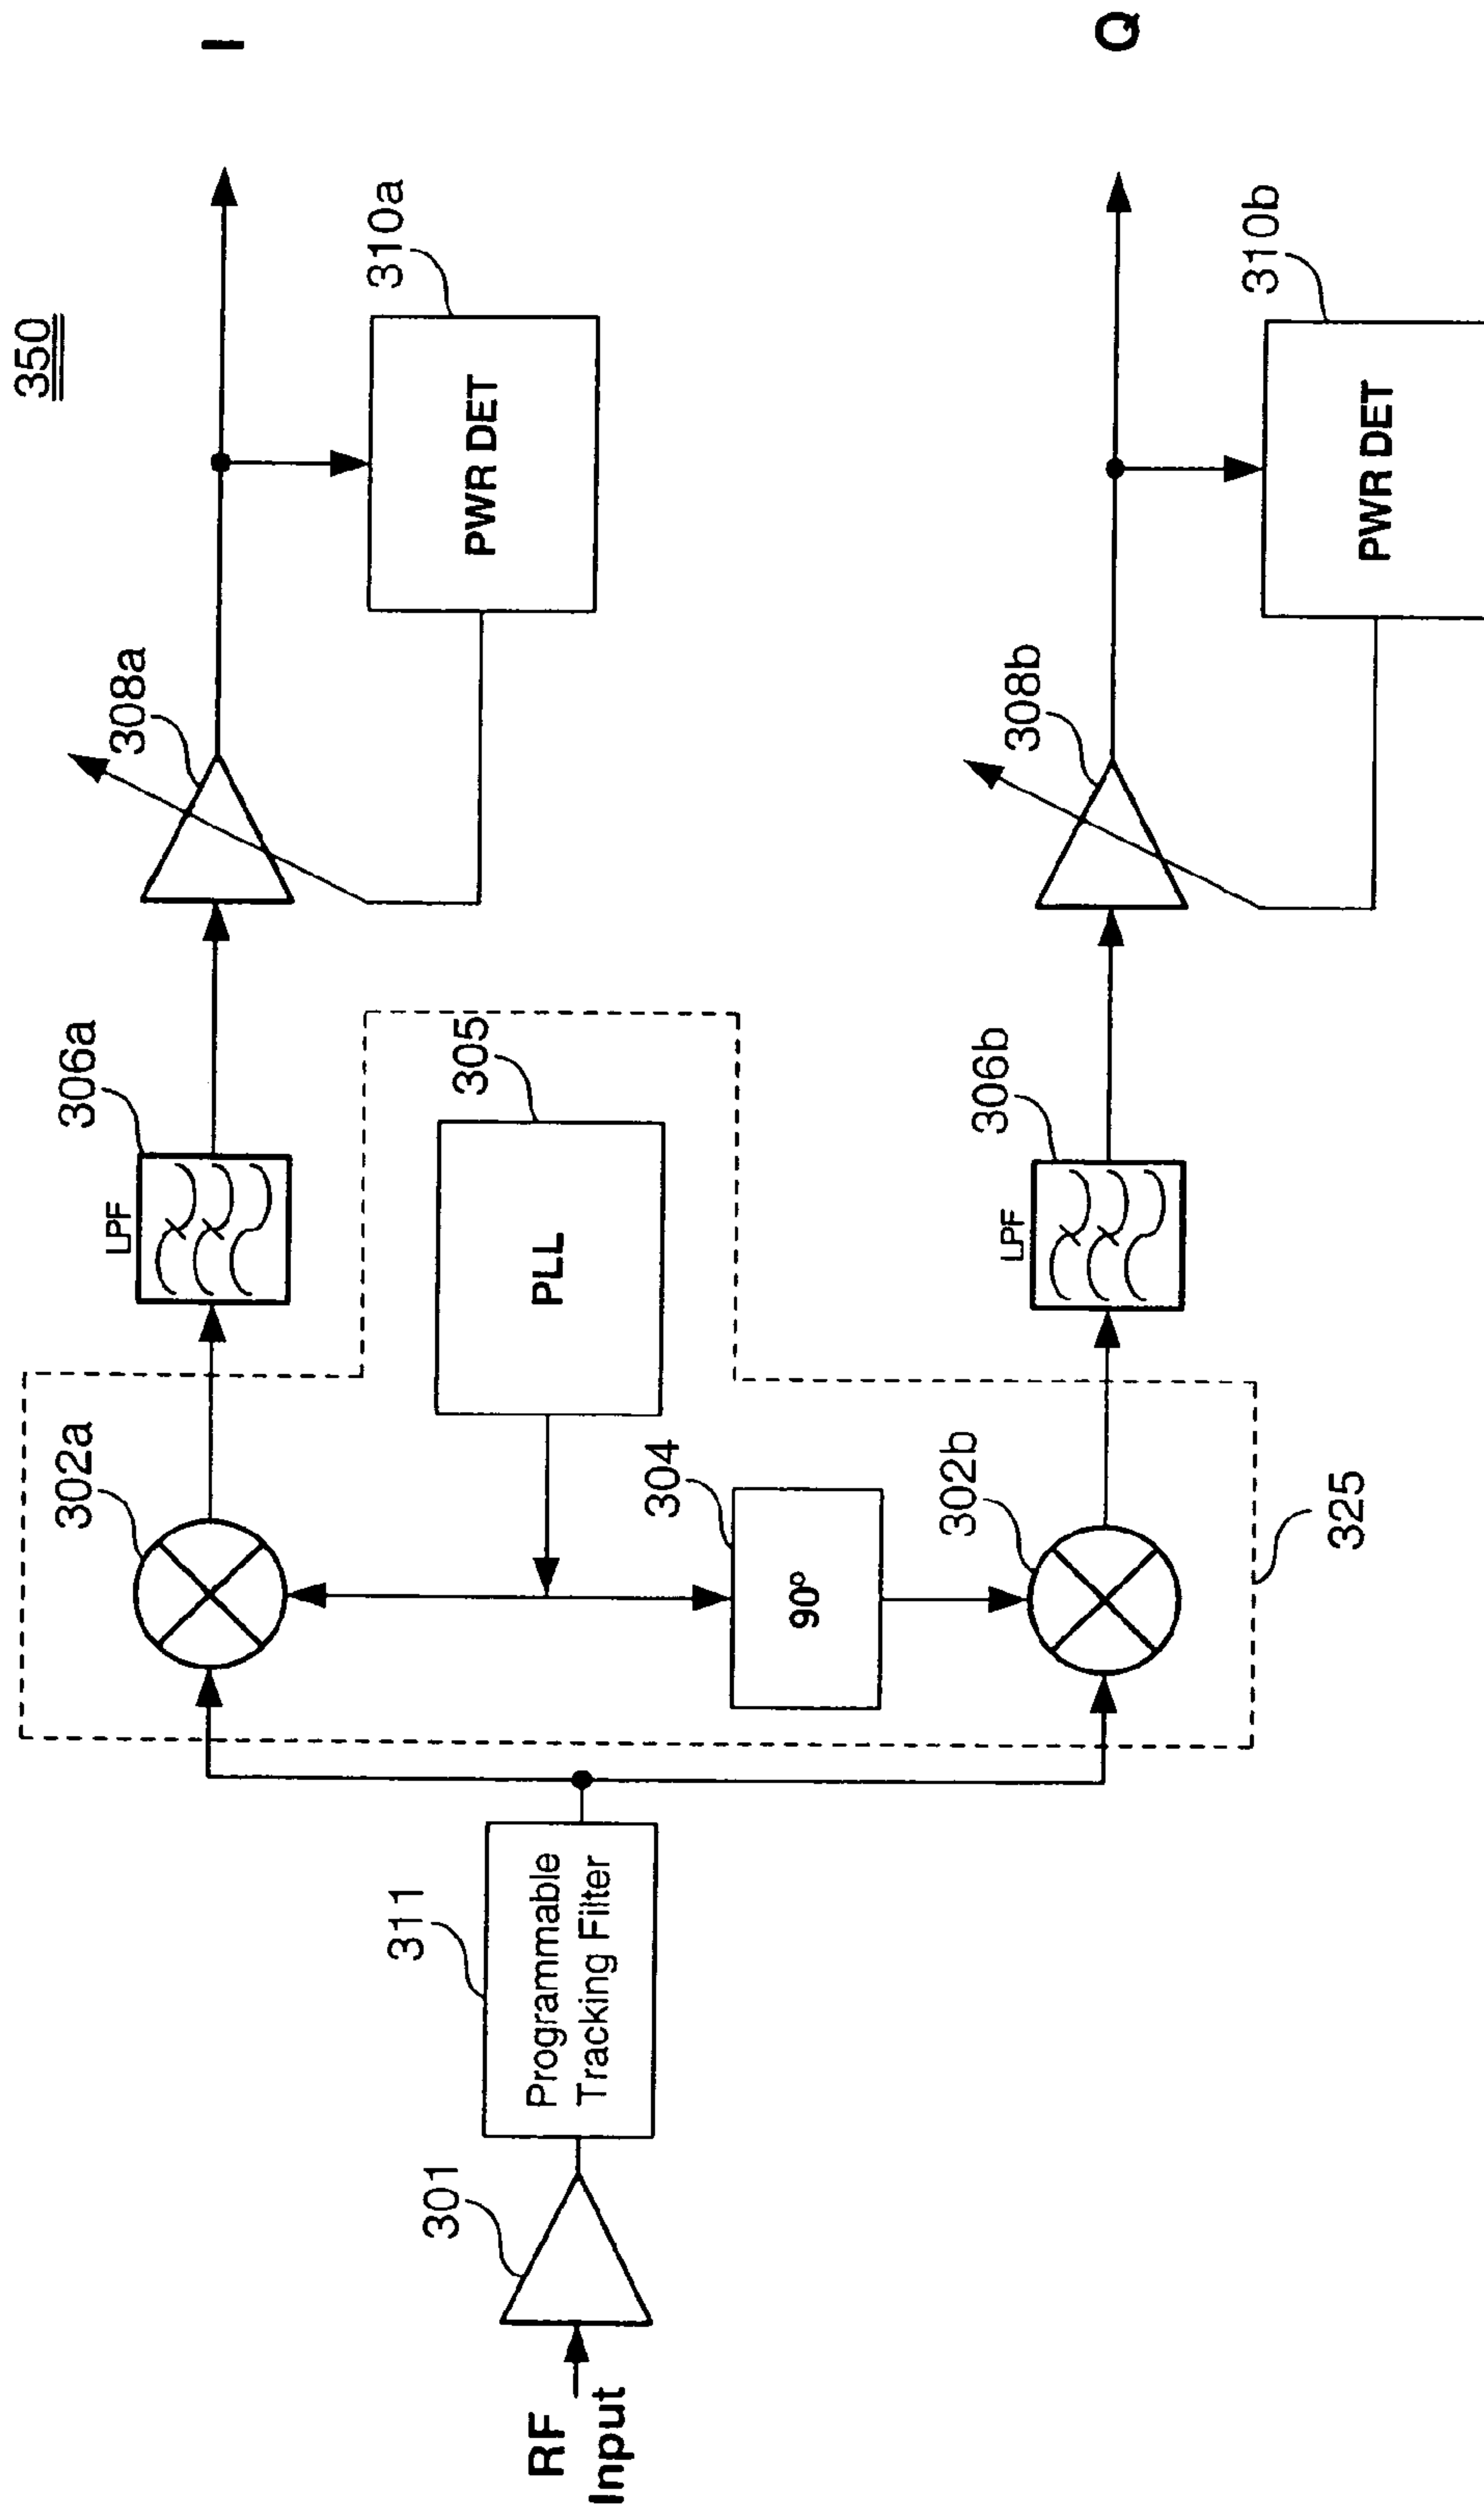 350
I
310a
PWR DET
308a
306a
LPF
305
PLL
302a
304
90°
311
Programmable
Tracking Filter
301
RF
Input
Q
310b
PWR DET
308b
306b
LPF
302b
325